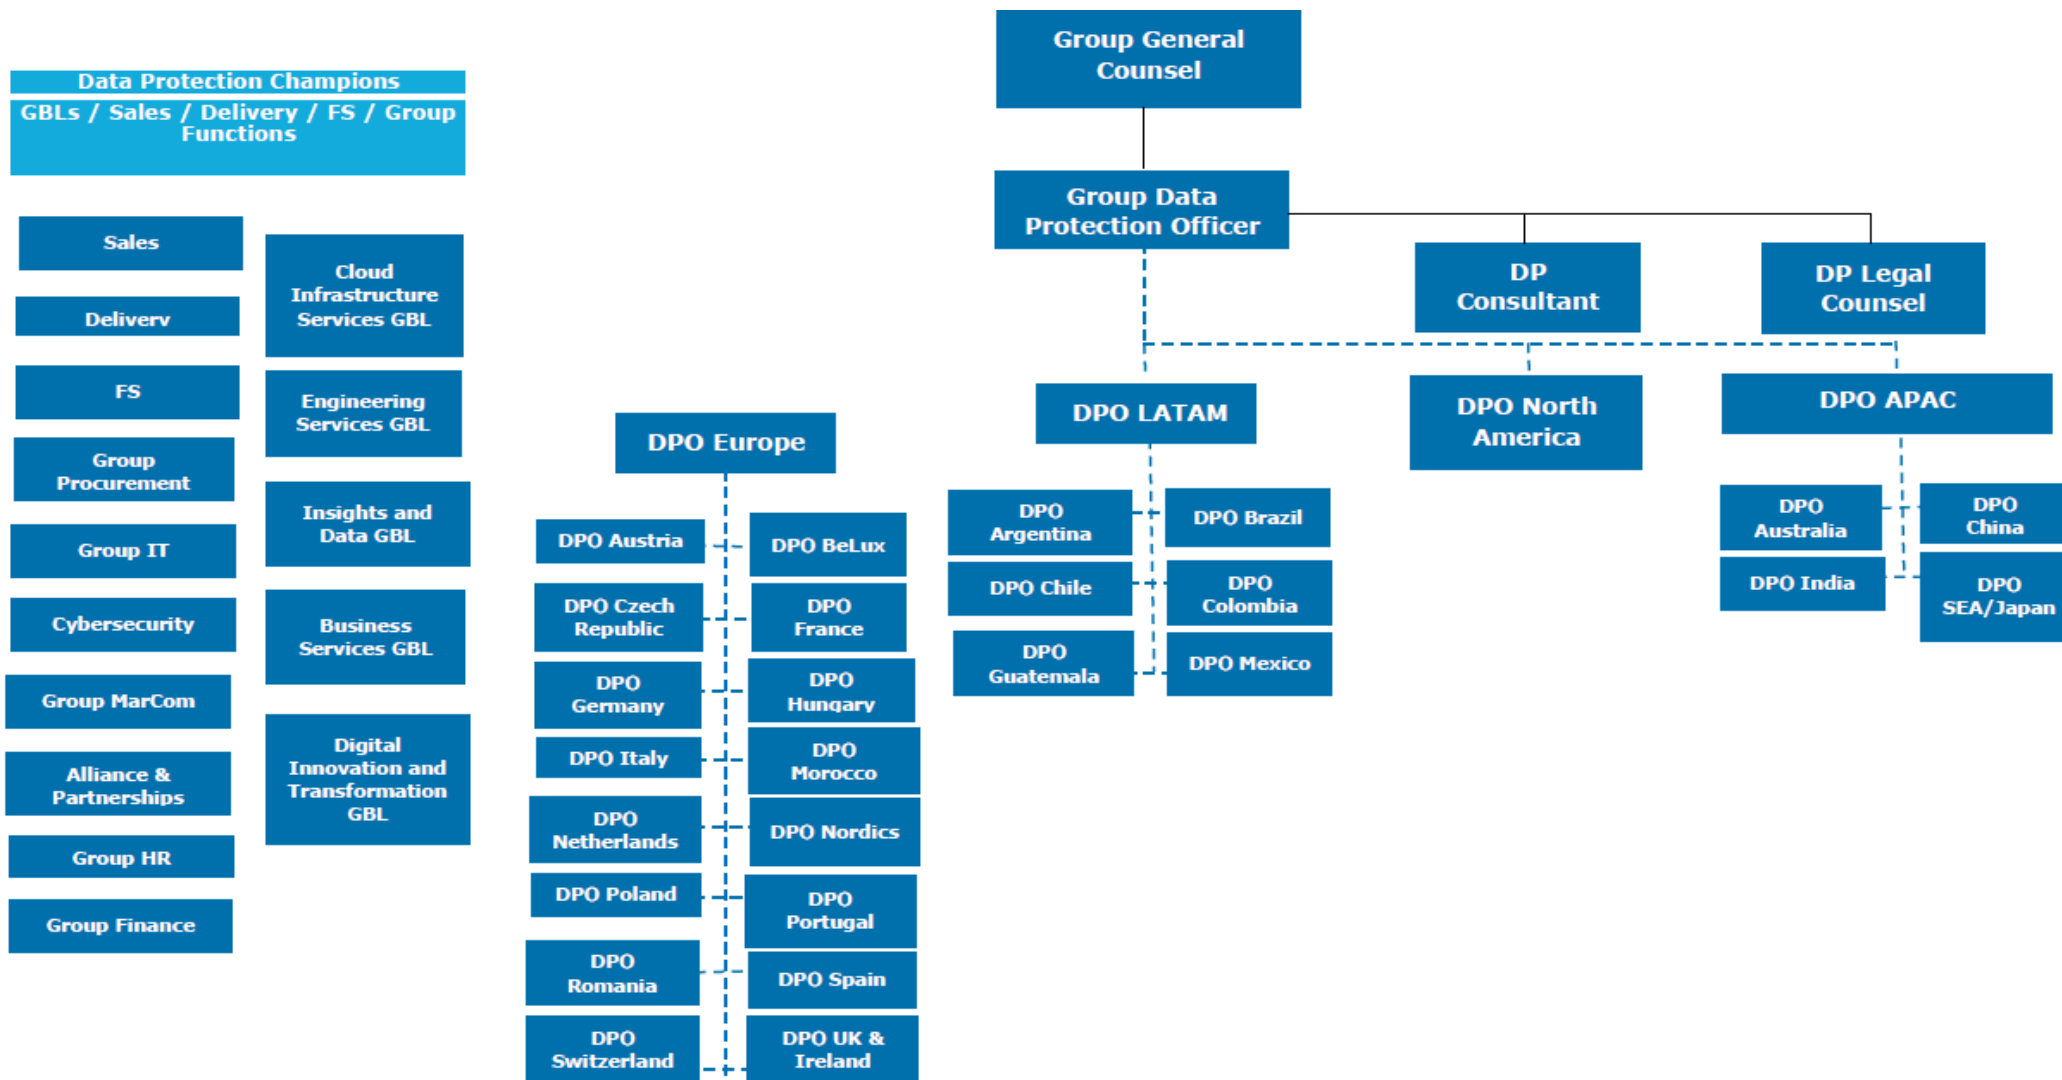 Group General
Counsel
Data Protection Champions
GBLs / Sales / Delivery / FS / Group
Functions
Group Data
Protection Officer
DP
Consultant
DP Legal
Counsel
Sales
Delivery
FS
Group
Procurement
Group IT
Cybersecurity
Group MarCom
Alliance &
Partnerships
Group HR
Group Finance
Cloud
Infrastructure
Services GBL
Engineering
Services GBL
Insights and
Data GBL
Business
Services GBL
Digital
Innovation and
Transformation
GBL
DPO Europe
DPO Austria
DPO BeLux
DPO Czech
Republic
DPO
France
DPO
Germany
DPO
Hungary
DPO Italy
DPO
Morocco
DPO
Netherlands
DPO Nordics
DPO Poland
DPO
Portugal
DPO
Romania
DPO Spain
DPO
Switzerland
DPO UK &
Ireland
DPO LATAM
DPO
Argentina
DPO Brazil
DPO Chile
DPO
Colombia
DPO
Guatemala
DPO Mexico
DPO North
America
DPO APAC
DPO
Australia
DPO
China
DPO India
DPO
SEA/Japan